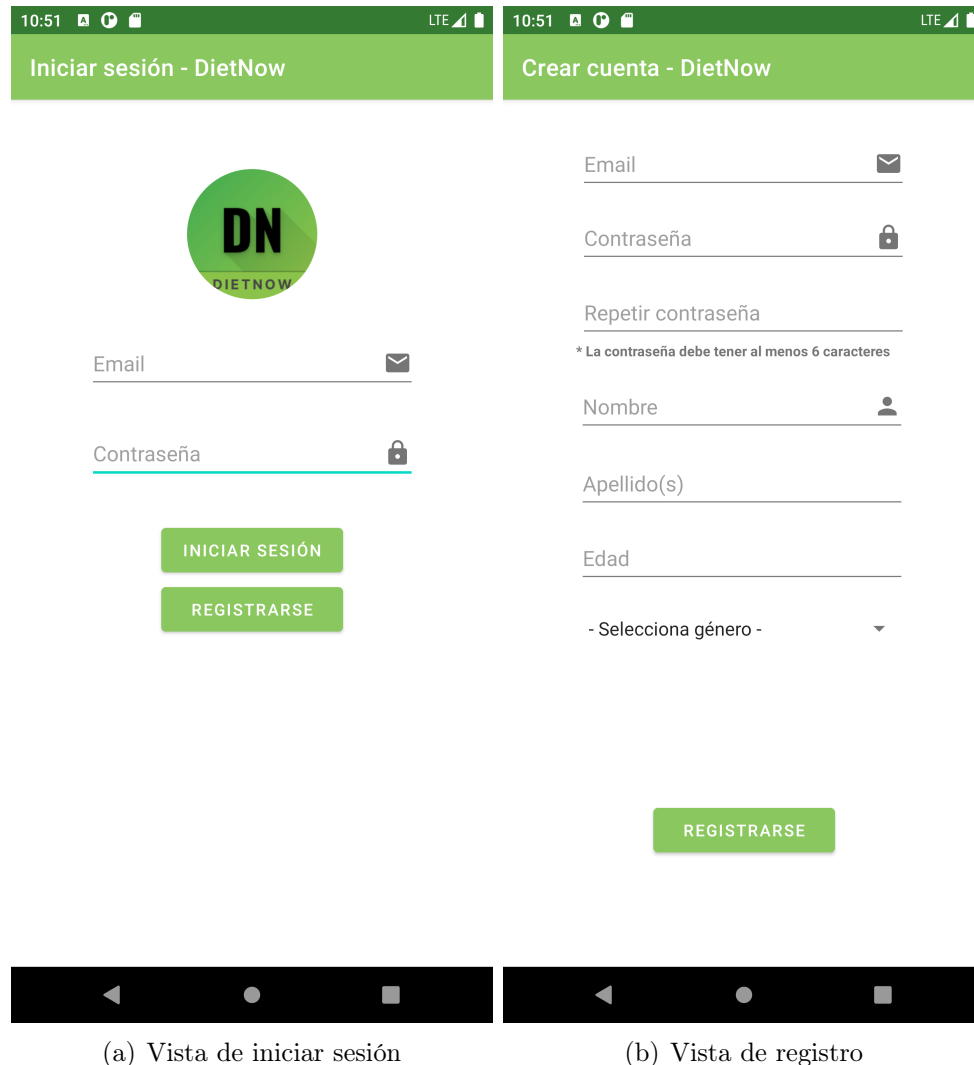 10:51
LTE
Iniciar sesión - DietNow
DN
DIETNOW
Email
Contraseña
INICIAR SESIÓN
REGISTRARSE
(a) Vista de iniciar sesión
10:51
LTE
Crear cuenta - DietNow
Email
Contraseña
Repetir contraseña
* La contraseña debe tener al menos 6 caracteres
Nombre
Apellido(s)
Edad
- Selecciona género -
REGISTRARSE
(b) Vista de registro